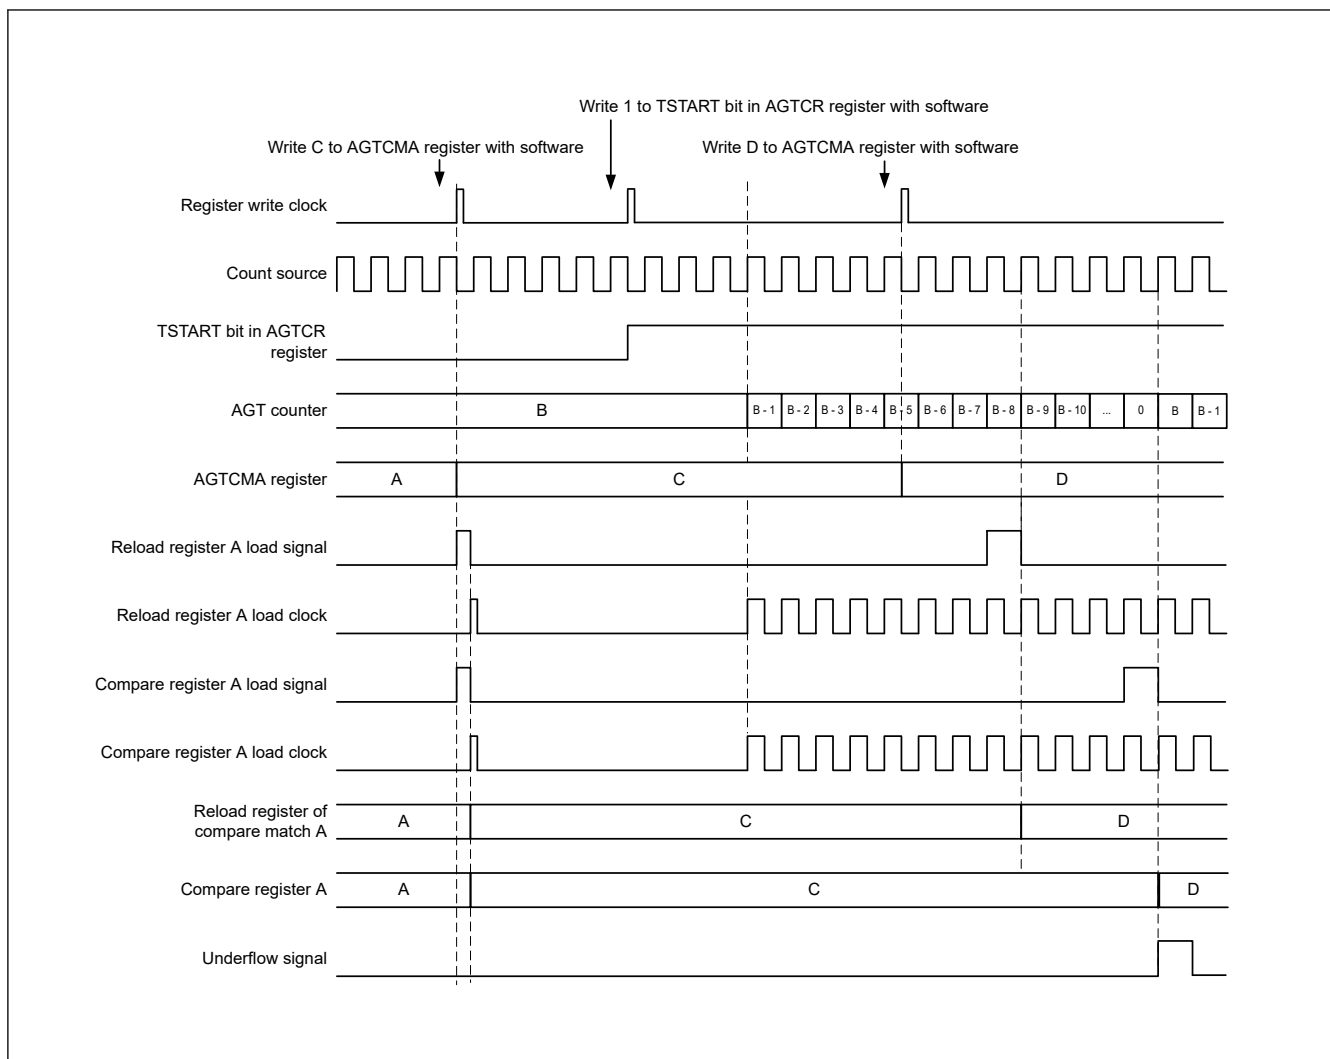 Write 1 to TSTART bit in AGTCR register with software
Write C to AGTCMA register with software
Write D to AGTCMA register with software
Register write clock
Count source
TSTART bit in AGTCR
register
AGT counter
B
B - 1
B - 2
B - 3
B - 4
B - 5
B - 6
B - 7
B - 8
B - 9
B - 10
...
0
B
B - 1
AGTCMA register
A
C
D
Reload register A load signal
Reload register A load clock
Compare register A load signal
Compare register A load clock
Reload register of
compare match A
A
C
D
Compare register A
A
C
D
Underflow signal